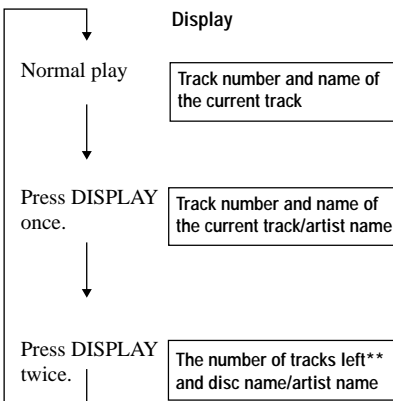 Display
Normal play
Track number and name of
the current track
Press DISPLAY
once.
Track number and name of
the current track/artist name
Press DISPLAY
twice.
The number of tracks left**
and disc name/artist name